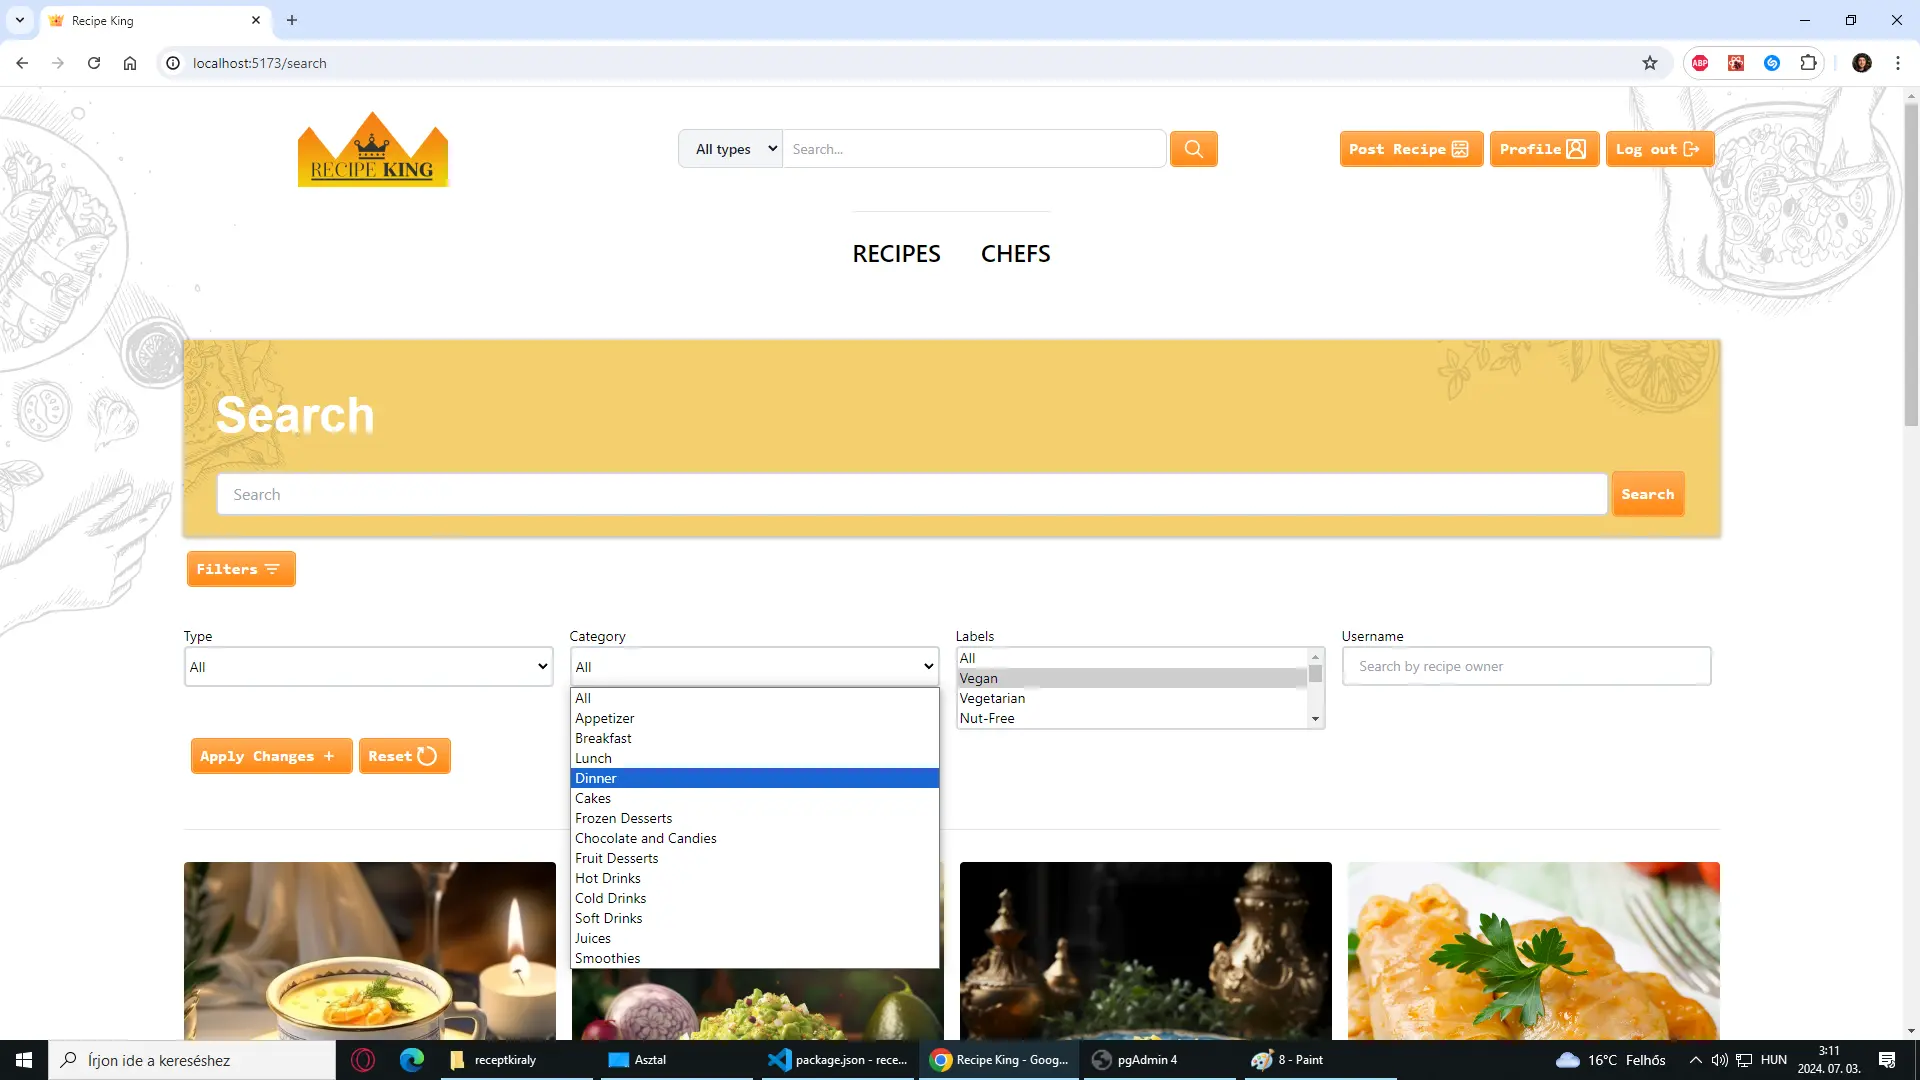 Recipe King
localhost:5173/search
ABP
RECIPE KING
All types
Search...
Post Recipe
Profile
Log out
RECIPES
CHEFS
Search
Search
Search
Filters
Type
Category
Labels
Username
All
All
All
Vegan
Vegetarian
Nut-Free
Search by recipe owner
All
Appetizer
Breakfast
Lunch
Dinner
Cakes
Frozen Desserts
Chocolate and Candies
Fruit Desserts
Hot Drinks
Cold Drinks
Soft Drinks
Juices
Smoothies
Apply Changes +
Reset
Írjon ide a kereséshez
receptkiraly
Asztal
package.json - rece...
Recipe King - Goog...
pgAdmin 4
8 - Paint
16°C Felhős
HUN
3:11
2024. 07. 03.